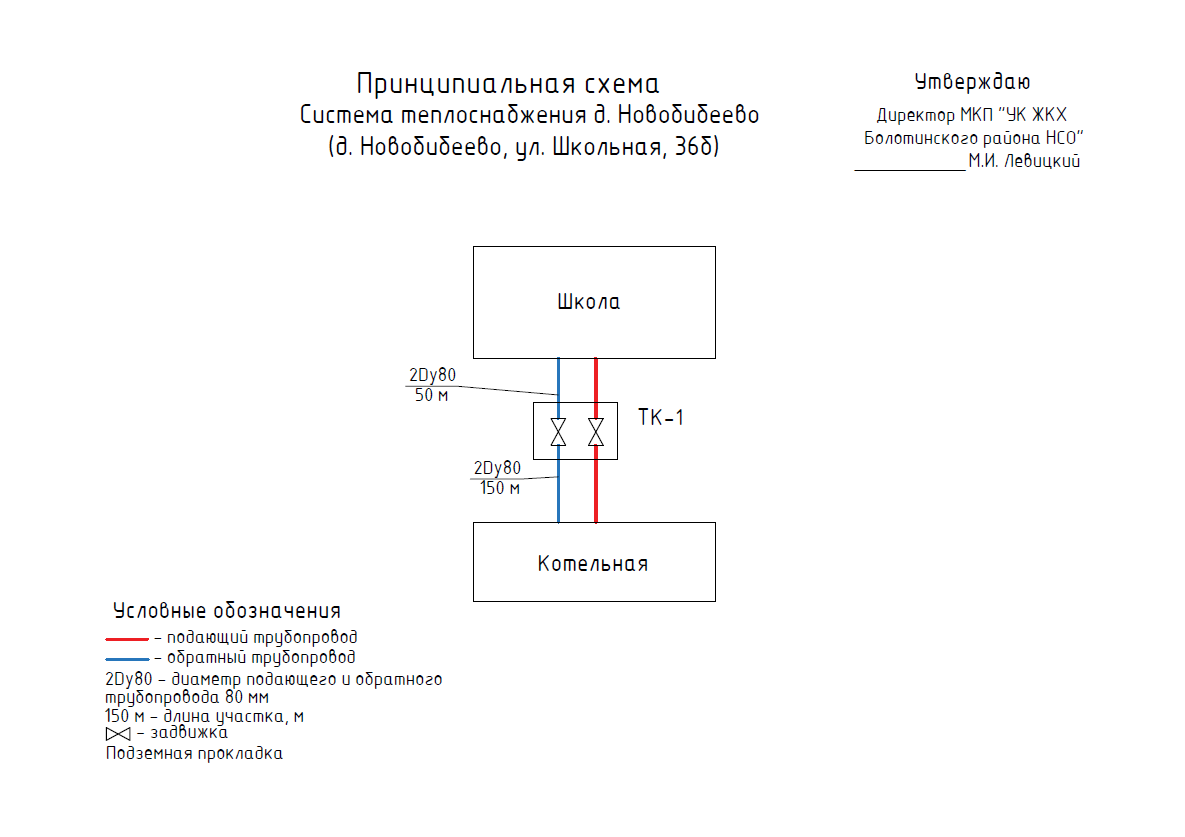 Принципиальная схема
Система теплоснабжения д. Новобибеево
(д. Новобибеево, ул. Школьная, 36б)
Утверждаю
Директор МКП "УК ЖКХ
Болотинского района НСО"
____________ М.И. Левицкий
Школа
2Dy80
50 м
ТК-1
2Dy80
150 м
Котельная
Условные обозначения
- подающий трубопровод
- обратный трубопровод
2Dy80 - диаметр подающего и обратного
трубопровода 80 мм
150 м - длина участка, м
- задвижка
Подземная прокладка